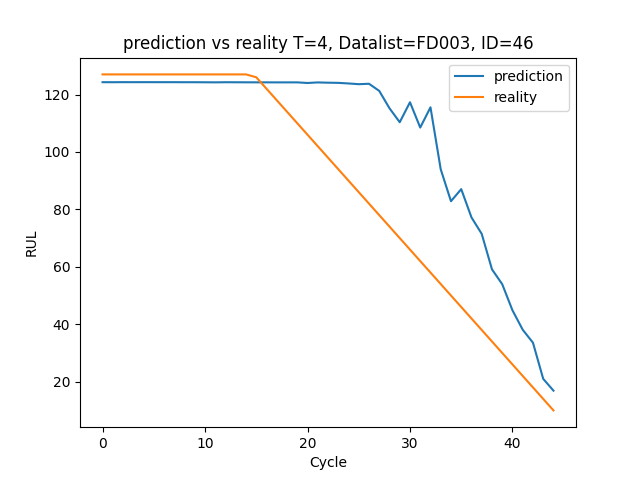 prediction vs reality T=4, Datalist=FD003, ID=46
prediction
reality
RUL
120
100
80
60
40
20
0 10 20 30 40
Cycle